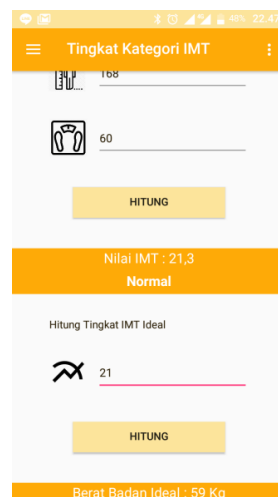 48% 22.47
Tingkat Kategori IMT
168
60
HITUNG
Nilai IMT : 21,3
Normal
Hitung Tingkat IMT Ideal
21
HITUNG
Berat Badan Ideal : 59 Kg